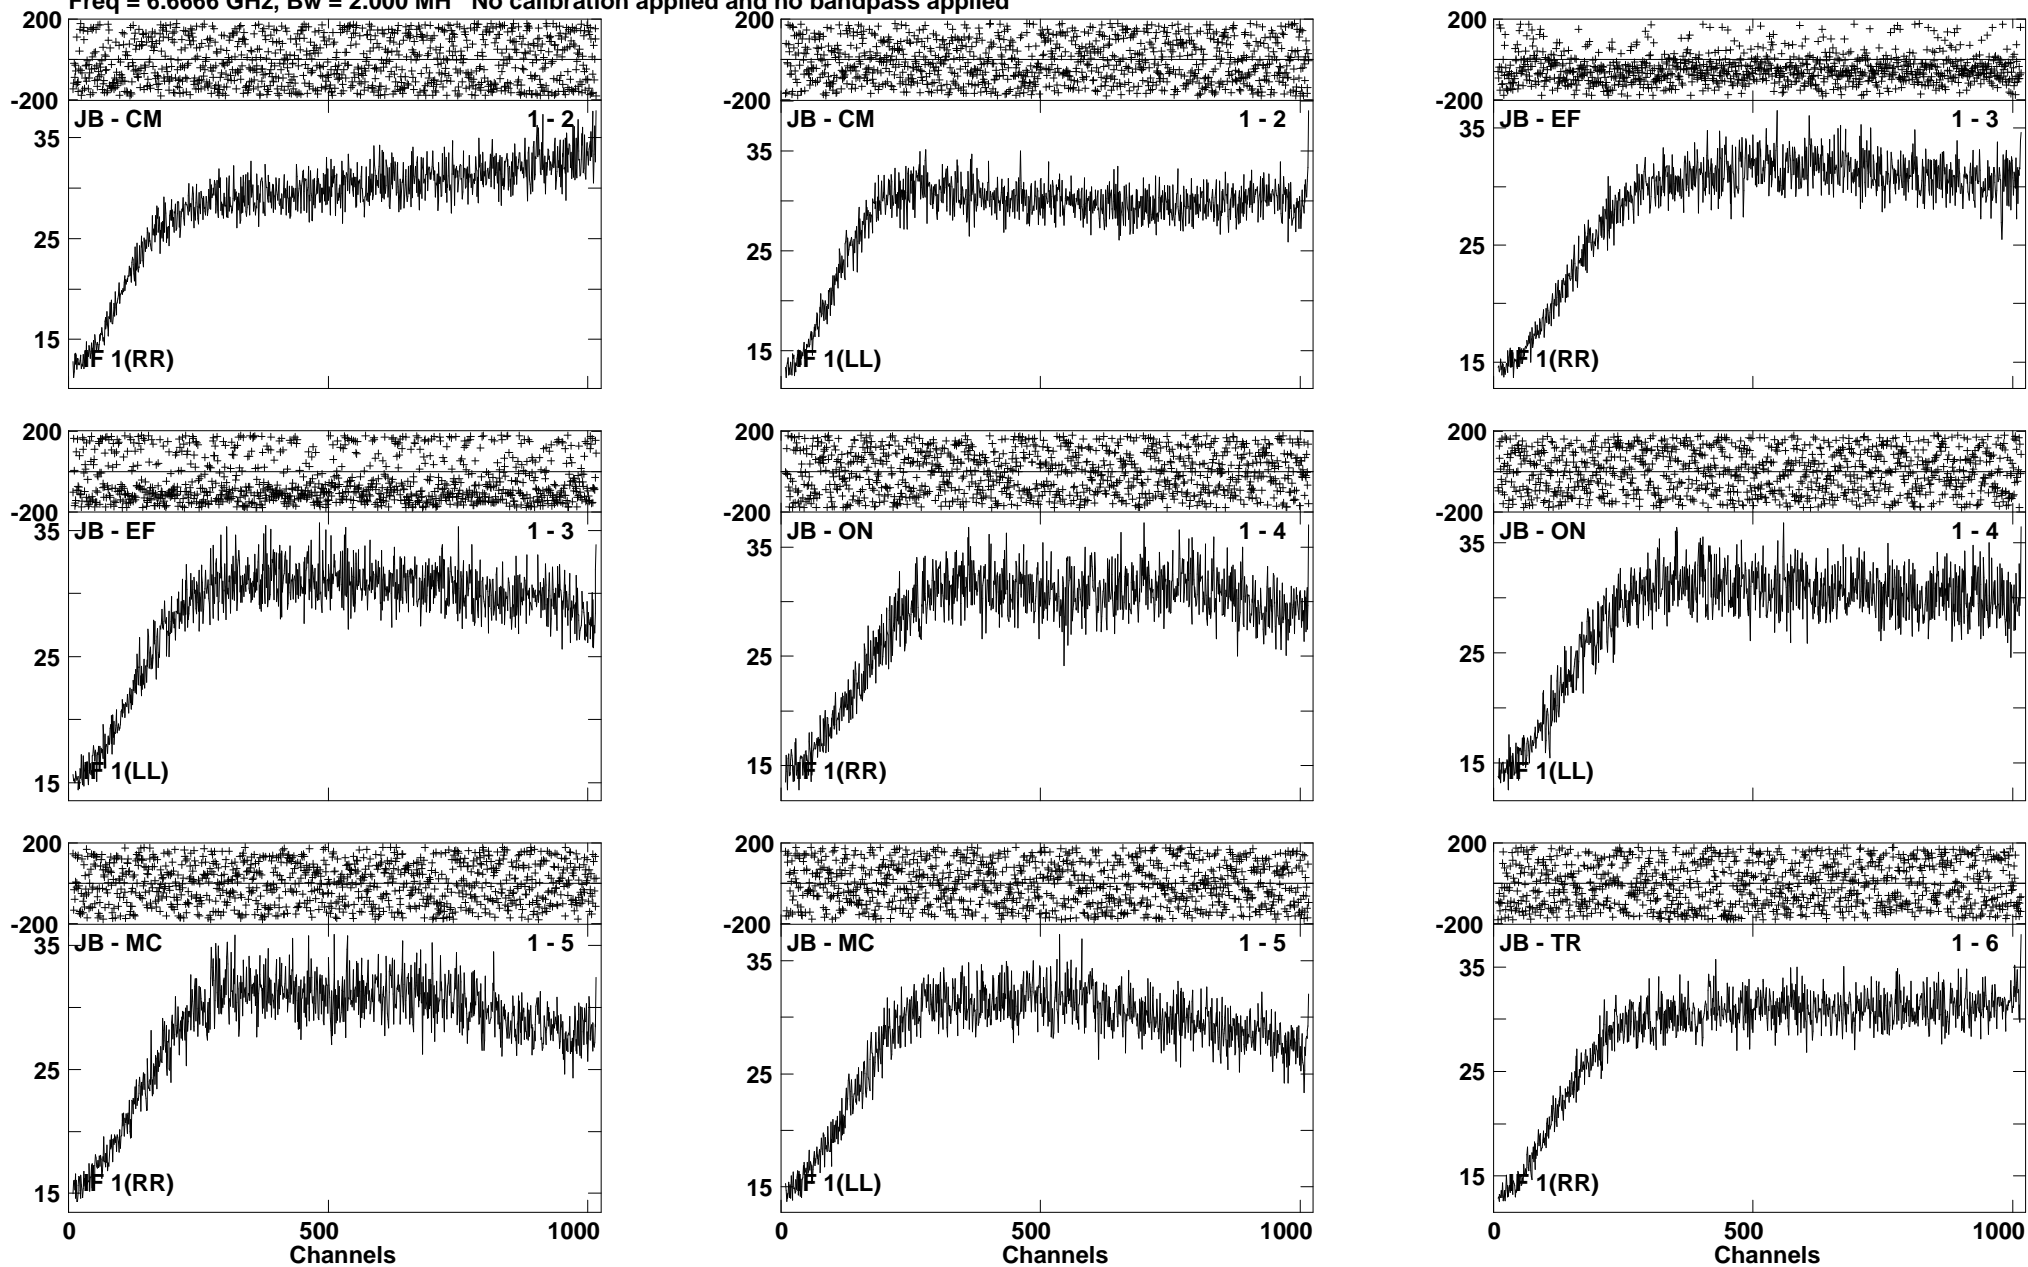 Freq = 6.6666 GHz, Bw = 2.000 MH No calibration applied and no bandpass applied
200 200 200
-200 -200 -200
JB - CM 1 - 2 JB - CM 1 - 2 JB - EF 1 - 3
35 35 35
25 25 25
15 15 15
IF 1(RR) IF 1(LL) IF 1(RR)
200 200 200
-200 -200 -200
JB - EF 1 - 3 JB - ON 1 - 4 JB - ON 1 - 4
35 35 35
25 25 25
15 15 15
IF 1(LL) IF 1(RR) IF 1(LL)
200 200 200
-200 -200 -200
JB - MC 1 - 5 JB - MC 1 - 5 JB - TR 1 - 6
35 35 35
25 25 25
IF 1(RR) IF 1(LL) IF 1(RR)
15 15 15
0 500 1000 0 500 1000 0 500 1000
Channels Channels Channels